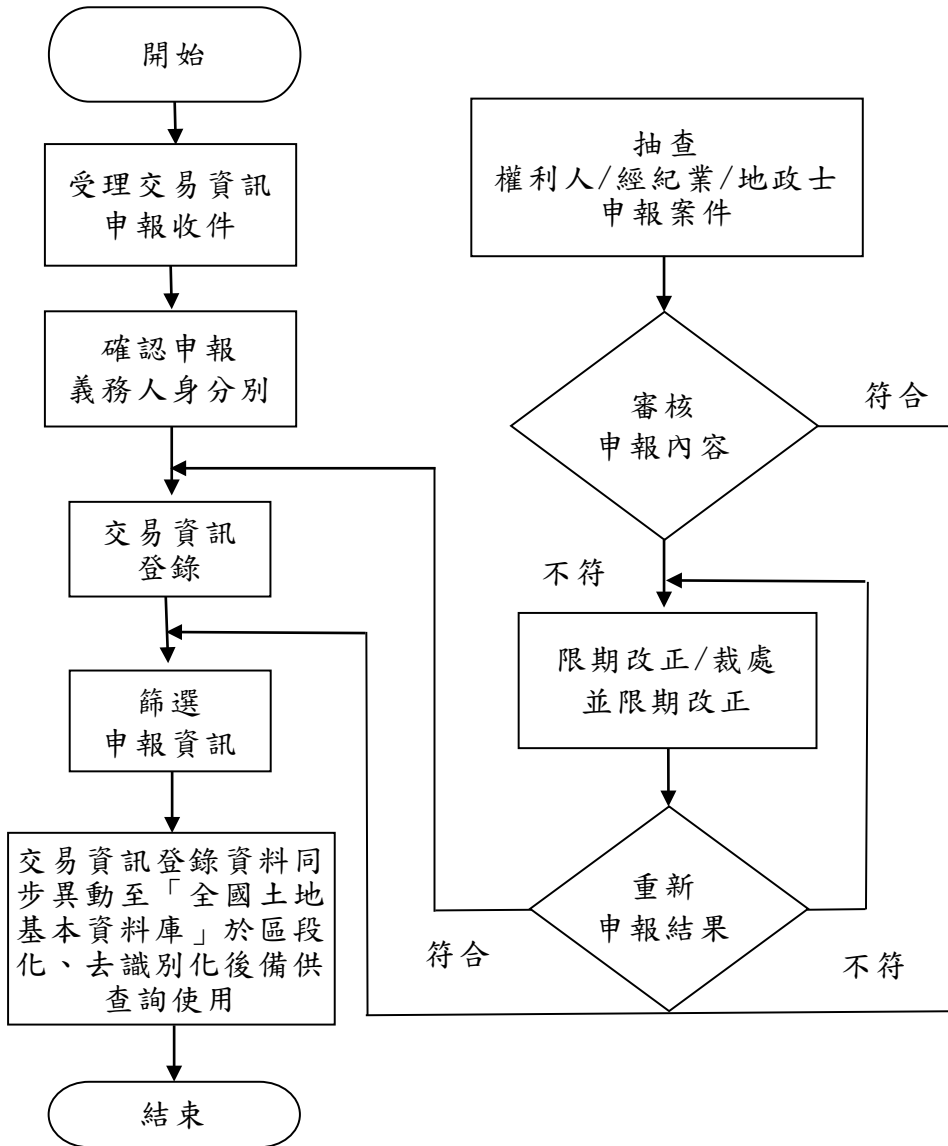 開始
受理交易資訊
申報收件
確認申報
義務人身分別
交易資訊
登錄
篩選
申報資訊
交易資訊登錄資料同
步異動至「全國土地
基本資料庫」於區段
化、去識別化後備供
查詢使用
結束
抽查
權利人/經紀業/地政士
申報案件
審核
申報內容
符合
不符
限期改正/裁處
並限期改正
重新
申報結果
符合
不符